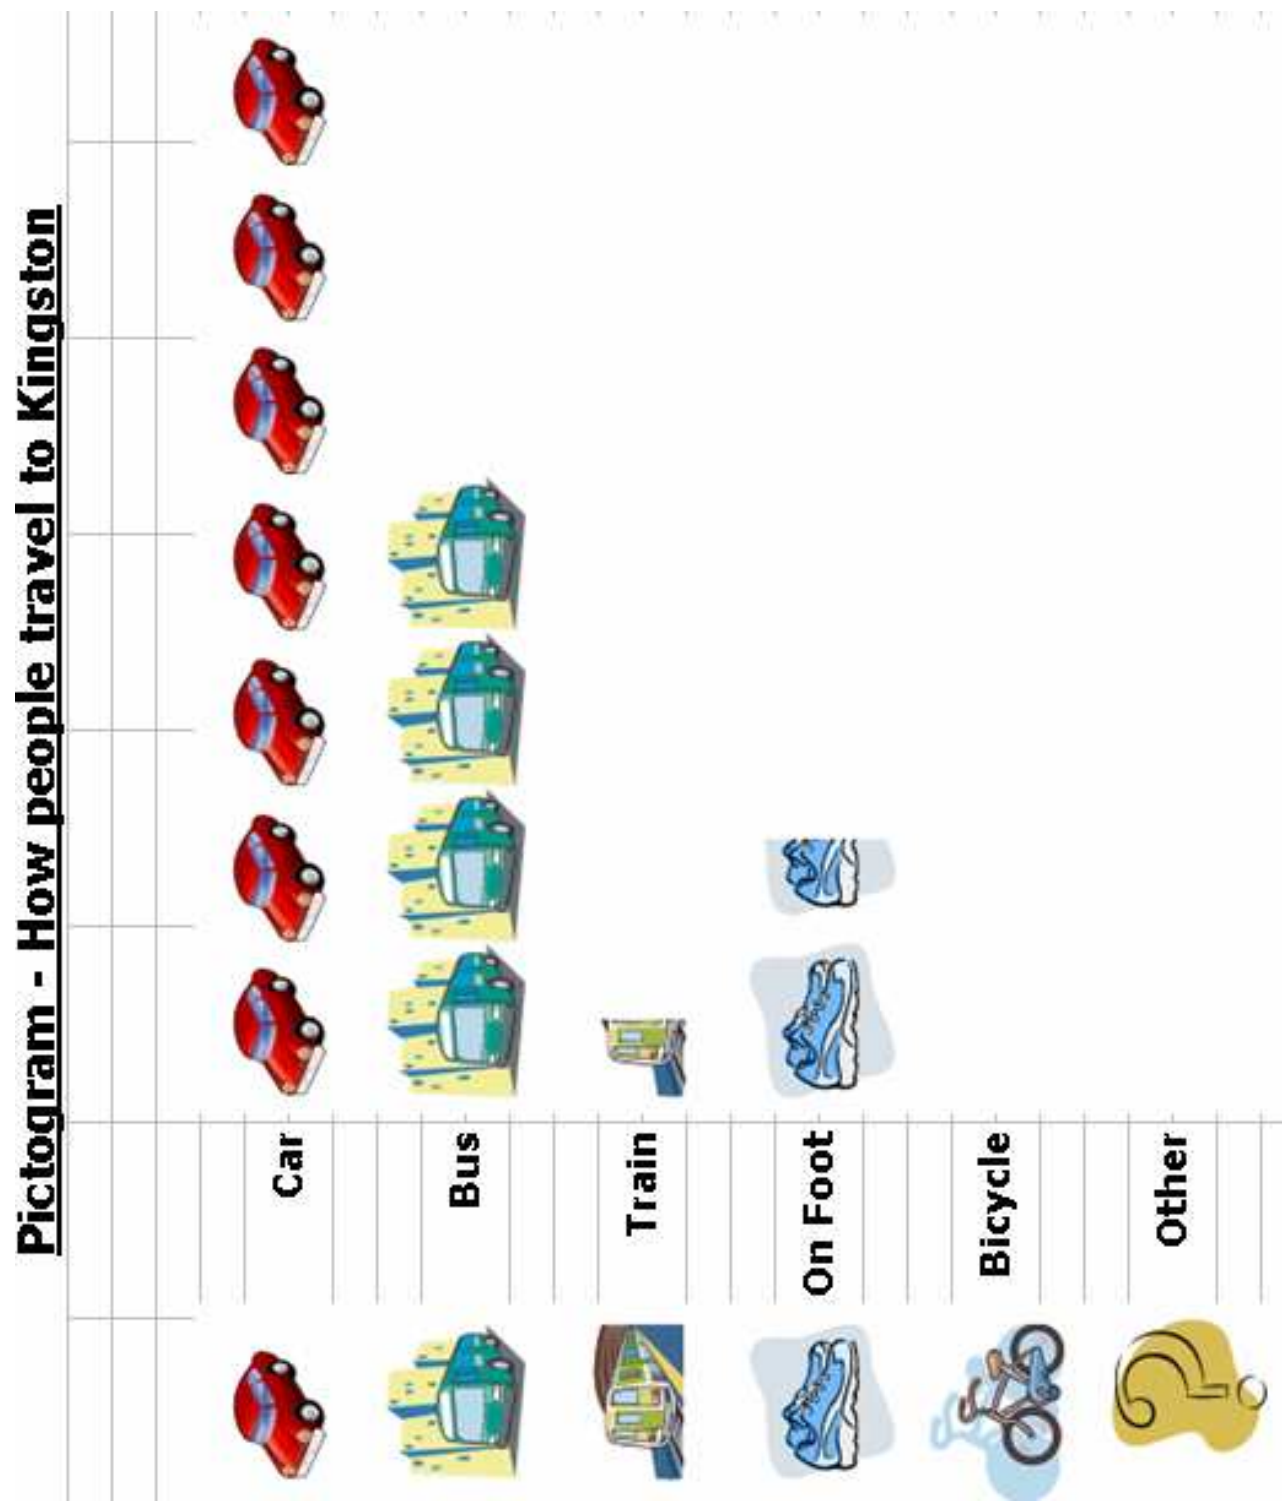 Pictogram - How people travel to Kingston
Car
Bus
Train
On Foot
Bicycle
Other